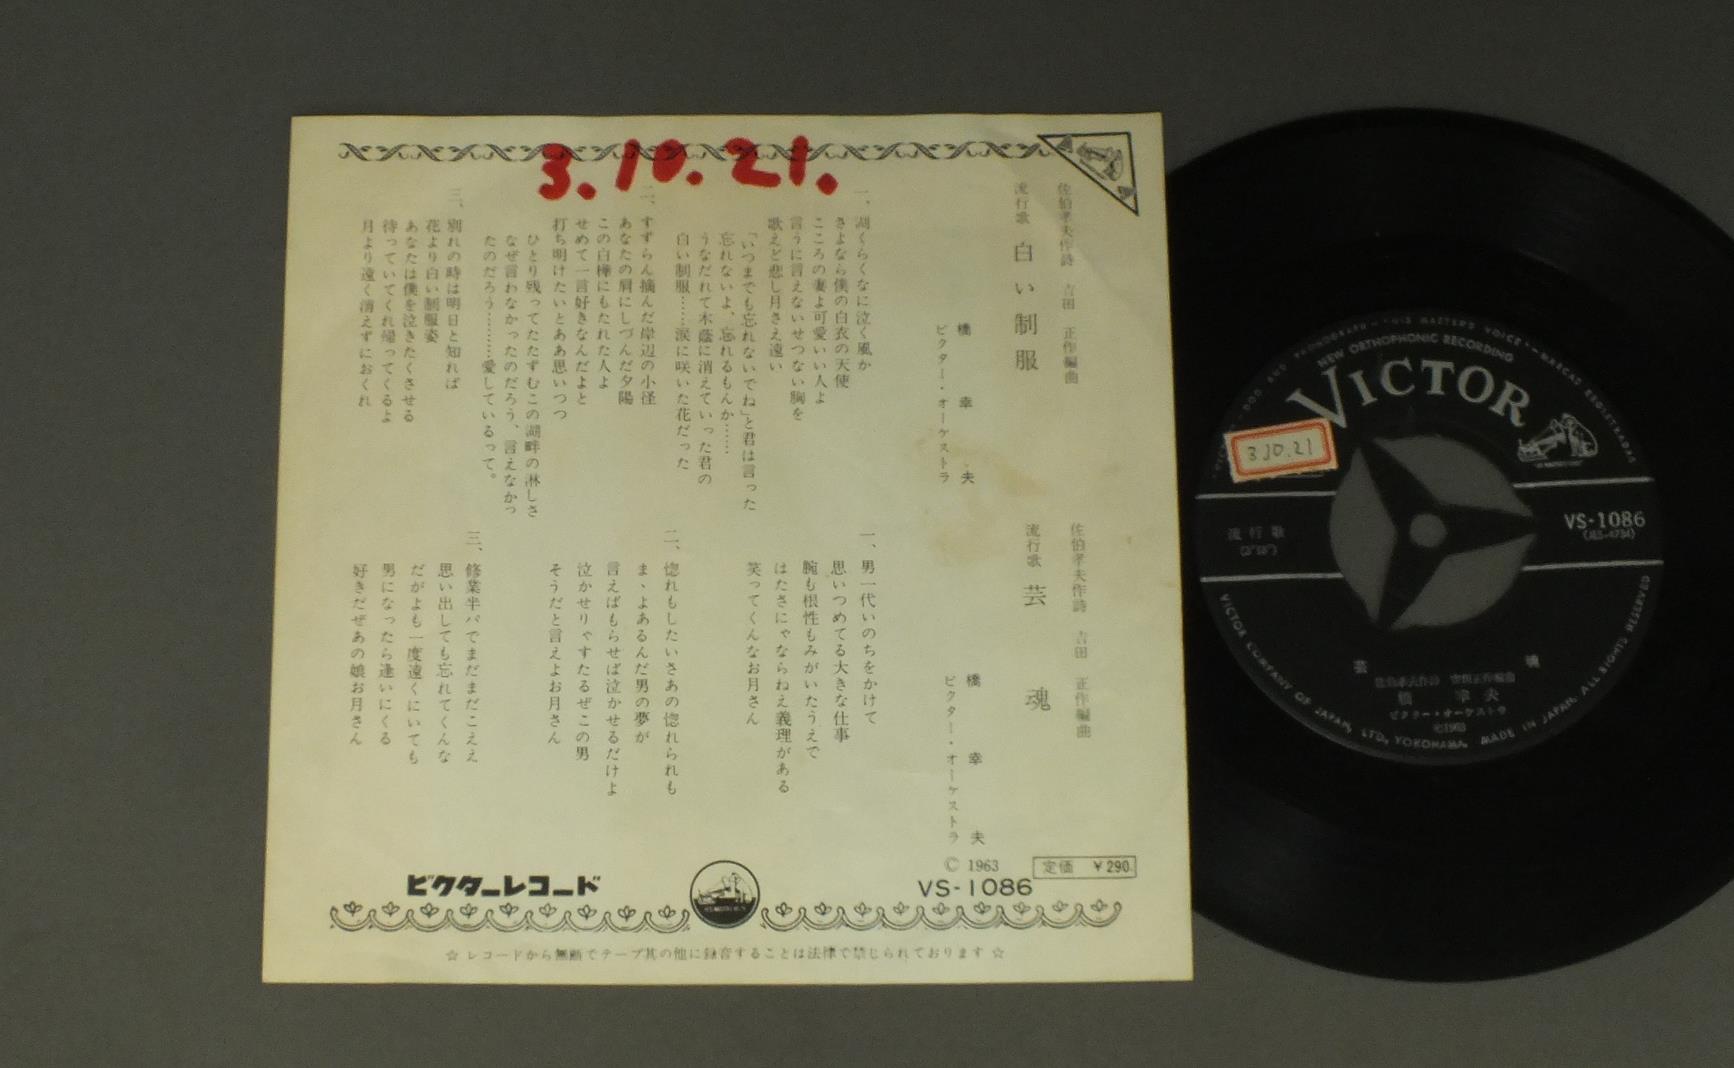 3.10.21.
佐伯孝夫作詩 吉田 正作編曲
流行歌 白い制服
橋 幸 夫
ビクター・オーケストラ
一、湖くらくなに泣く風か
さよなら僕の白衣の天使
こころの妻よ可愛いい人よ
言うに言えないせつない胸を
歌えど悲し月さえ遠い
「いつまでも忘れないでね」と君は言った
忘れないよ、忘れるもんか……
うなだれて木蔭に消えていった君の
白い制服……涙に咲いた花だった
二、すずらん摘んだ岸辺の小径
あなたの肩にしづんだ夕陽
この白樺にもたれた人よ
せめて一言好きなんだよと
打ち明けたいとああ思いつつ
ひとり残ってたたずむこの湖畔の淋しさ
なぜ言わなかったのだろう、言えなかっ
たのだろう…………愛しているって。
三、別れの時は明日と知れば
花より白い制服姿
あなたは僕を泣きたくさせる
待っていてくれ帰ってくるよ
月より遠く消えずにおくれ
佐伯孝夫作詩 吉田 正作編曲
流行歌 芸 魂
橋 幸 夫
ビクター・オーケストラ
一、男一代いのちをかけて
思いつめてる大きな仕事
腕も根性もみがいたうえで
はたさにゃならねえ義理がある
笑ってくんなお月さん
二、惚れもしたいさあの惚れられも
ま、よあるんだ男の夢が
言えばもらせば泣かせるだけよ
泣かせりゃすたるぜこの男
そうだと言えよお月さん
三、修業半パでまだまだこええ
思い出しても忘れてくんな
だがよも一度遠くにいても
男になったら逢いにくる
好きだぜあの娘お月さん
© 1963
定価 ￥290.
VS-1086
ビクターレコード
☆ レコードから無断でテープ其の他に録音することは法律で禁じられております ☆
NEW ORTHOPHONIC RECORDING
VICTOR
3.10.21
流行歌
VS-1086
芸 魂
佐伯孝夫作詩 吉田正作編曲
橋 幸夫
ビクター・オーケストラ
©1963
VICTOR COMPANY OF JAPAN, LTD., YOKOHAMA. MADE IN JAPAN. ALL RIGHTS RESERVED